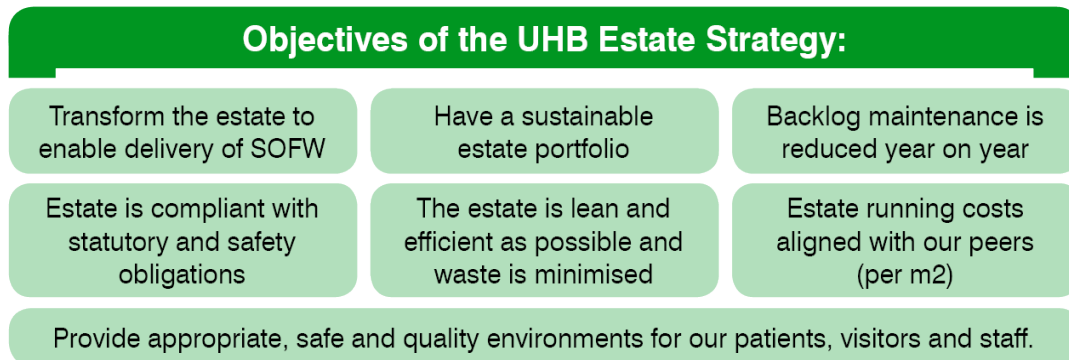 Objectives of the UHB Estate Strategy:
Transform the estate to
enable delivery of SOFW
Have a sustainable
estate portfolio
Backlog maintenance is
reduced year on year
Estate is compliant with
statutory and safety
obligations
The estate is lean and
efficient as possible and
waste is minimised
Estate running costs
aligned with our peers
(per m2)
Provide appropriate, safe and quality environments for our patients, visitors and staff.